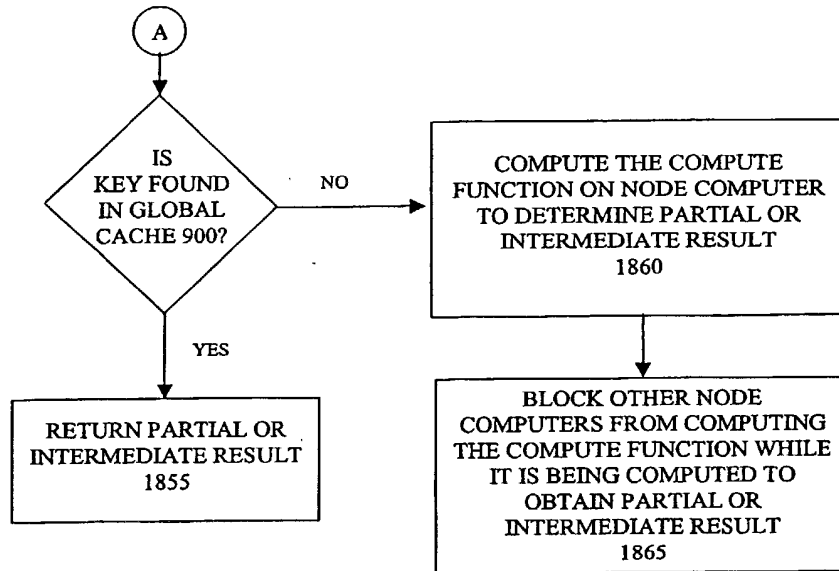 A
IS
KEY FOUND
IN GLOBAL
CACHE 900?
NO
YES
COMPUTE THE COMPUTE
FUNCTION ON NODE COMPUTER
TO DETERMINE PARTIAL OR
INTERMEDIATE RESULT
1860
RETURN PARTIAL OR
INTERMEDIATE RESULT
1855
BLOCK OTHER NODE
COMPUTERS FROM COMPUTING
THE COMPUTE FUNCTION WHILE
IT IS BEING COMPUTED TO
OBTAIN PARTIAL OR
INTERMEDIATE RESULT
1865